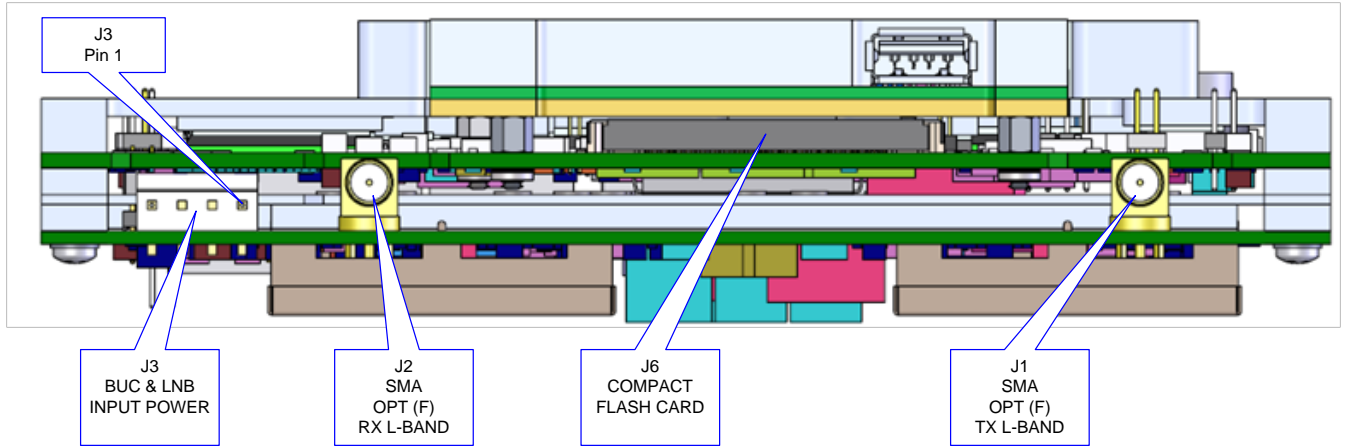 J3
Pin 1
J3
BUC & LNB
INPUT POWER
J2
SMA
OPT (F)
RX L-BAND
J6
COMPACT
FLASH CARD
J1
SMA
OPT (F)
TX L-BAND